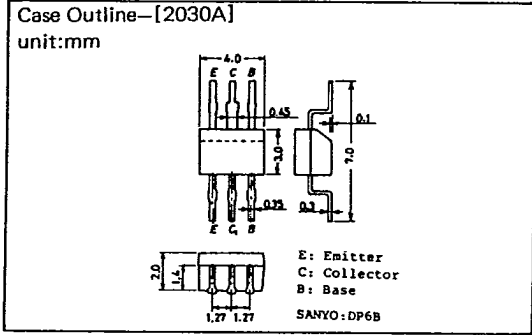 Case Outline—[2030A]
unit:mm
4.0
E C B
0.45
0.1
3.0
7.0
0.35
0.3
E C B
2.0
1.4
1.27 1.27
E: Emitter
C: Collector
B: Base
SANYO:DP6B